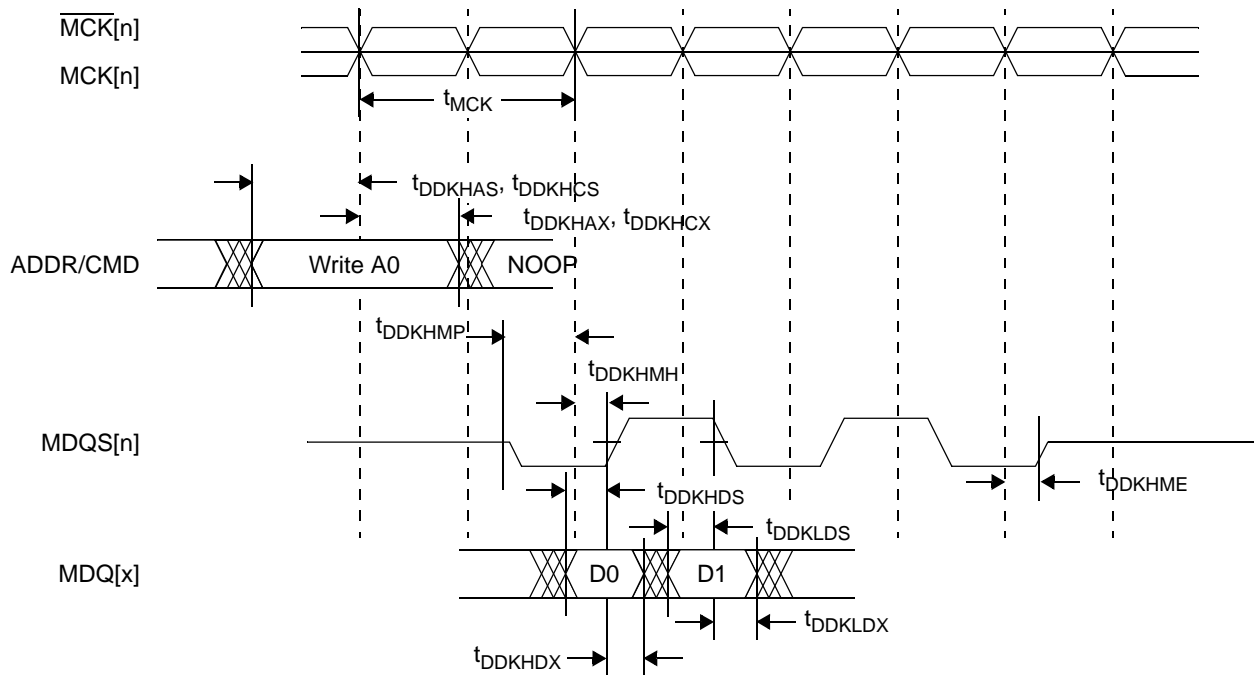 M̅C̅K̅[n]
MCK[n]
tMCK
tDDKHAS, tDDKHCS
tDDKHAX, tDDKHCX
ADDR/CMD
Write A0
NOOP
tDDKHMP
tDDKHMH
MDQS[n]
tDDKHME
tDDKHDS
tDDKLDS
MDQ[x]
D0
D1
tDDKLDX
tDDKHDX